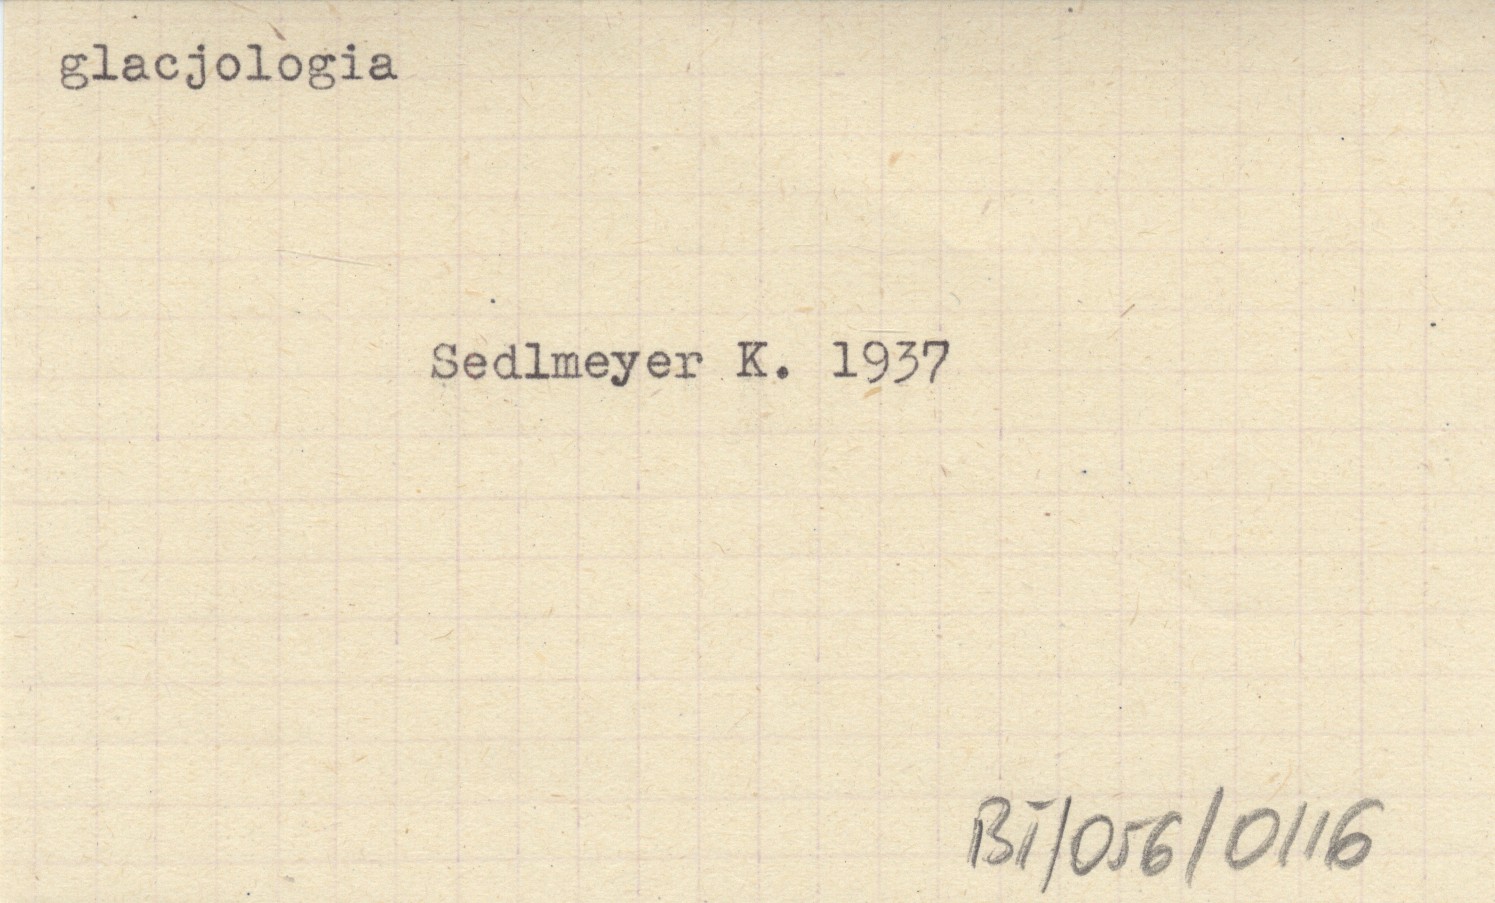 glacjologia
Sedlmeyer K. 1937
BI/056/0116